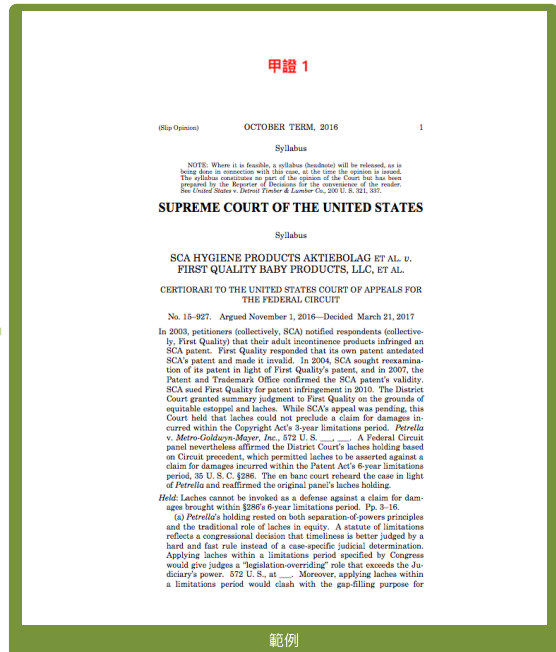 甲證 1
(Slip Opinion) OCTOBER TERM, 2016 1
Syllabus
NOTE: Where it is feasible, a syllabus (headnote) will be released, as is
being done in connection with this case, at the time the opinion is issued.
The syllabus constitutes no part of the opinion of the Court but has been
prepared by the Reporter of Decisions for the convenience of the reader.
See United States v. Detroit Timber & Lumber Co., 200 U. S. 321, 337.
SUPREME COURT OF THE UNITED STATES
Syllabus
SCA HYGIENE PRODUCTS AKTIEBOLAG ET AL. v.
FIRST QUALITY BABY PRODUCTS, LLC, ET AL.
CERTIORARI TO THE UNITED STATES COURT OF APPEALS FOR
THE FEDERAL CIRCUIT
No. 15–927. Argued November 1, 2016—Decided March 21, 2017
In 2003, petitioners (collectively, SCA) notified respondents (collective-
ly, First Quality) that their adult incontinence products infringed an
SCA patent. First Quality responded that its own patent antedated
SCA's patent and made it invalid. In 2004, SCA sought reexamina-
tion of its patent in light of First Quality's patent, and in 2007, the
Patent and Trademark Office confirmed the SCA patent's validity.
SCA sued First Quality for patent infringement in 2010. The District
Court granted summary judgment to First Quality on the grounds of
equitable estoppel and laches. While SCA's appeal was pending, this
Court held that laches could not preclude a claim for damages in-
curred within the Copyright Act's 3-year limitations period. Petrella
v. Metro-Goldwyn-Mayer, Inc., 572 U. S. ___, ___. A Federal Circuit
panel nevertheless affirmed the District Court's laches holding based
on Circuit precedent, which permitted laches to be asserted against a
claim for damages incurred within the Patent Act's 6-year limitations
period, 35 U. S. C. §286. The en banc court reheard the case in light
of Petrella and reaffirmed the original panel's laches holding.
Held: Laches cannot be invoked as a defense against a claim for dam-
ages brought within §286's 6-year limitations period. Pp. 3–16.
(a) Petrella's holding rested on both separation-of-powers principles
and the traditional role of laches in equity. A statute of limitations
reflects a congressional decision that timeliness is better judged by a
hard and fast rule instead of a case-specific judicial determination.
Applying laches within a limitations period specified by Congress
would give judges a "legislation-overriding" role that exceeds the Ju-
diciary's power. 572 U. S., at ___. Moreover, applying laches within
a limitations period would clash with the gap-filling purpose for
範例